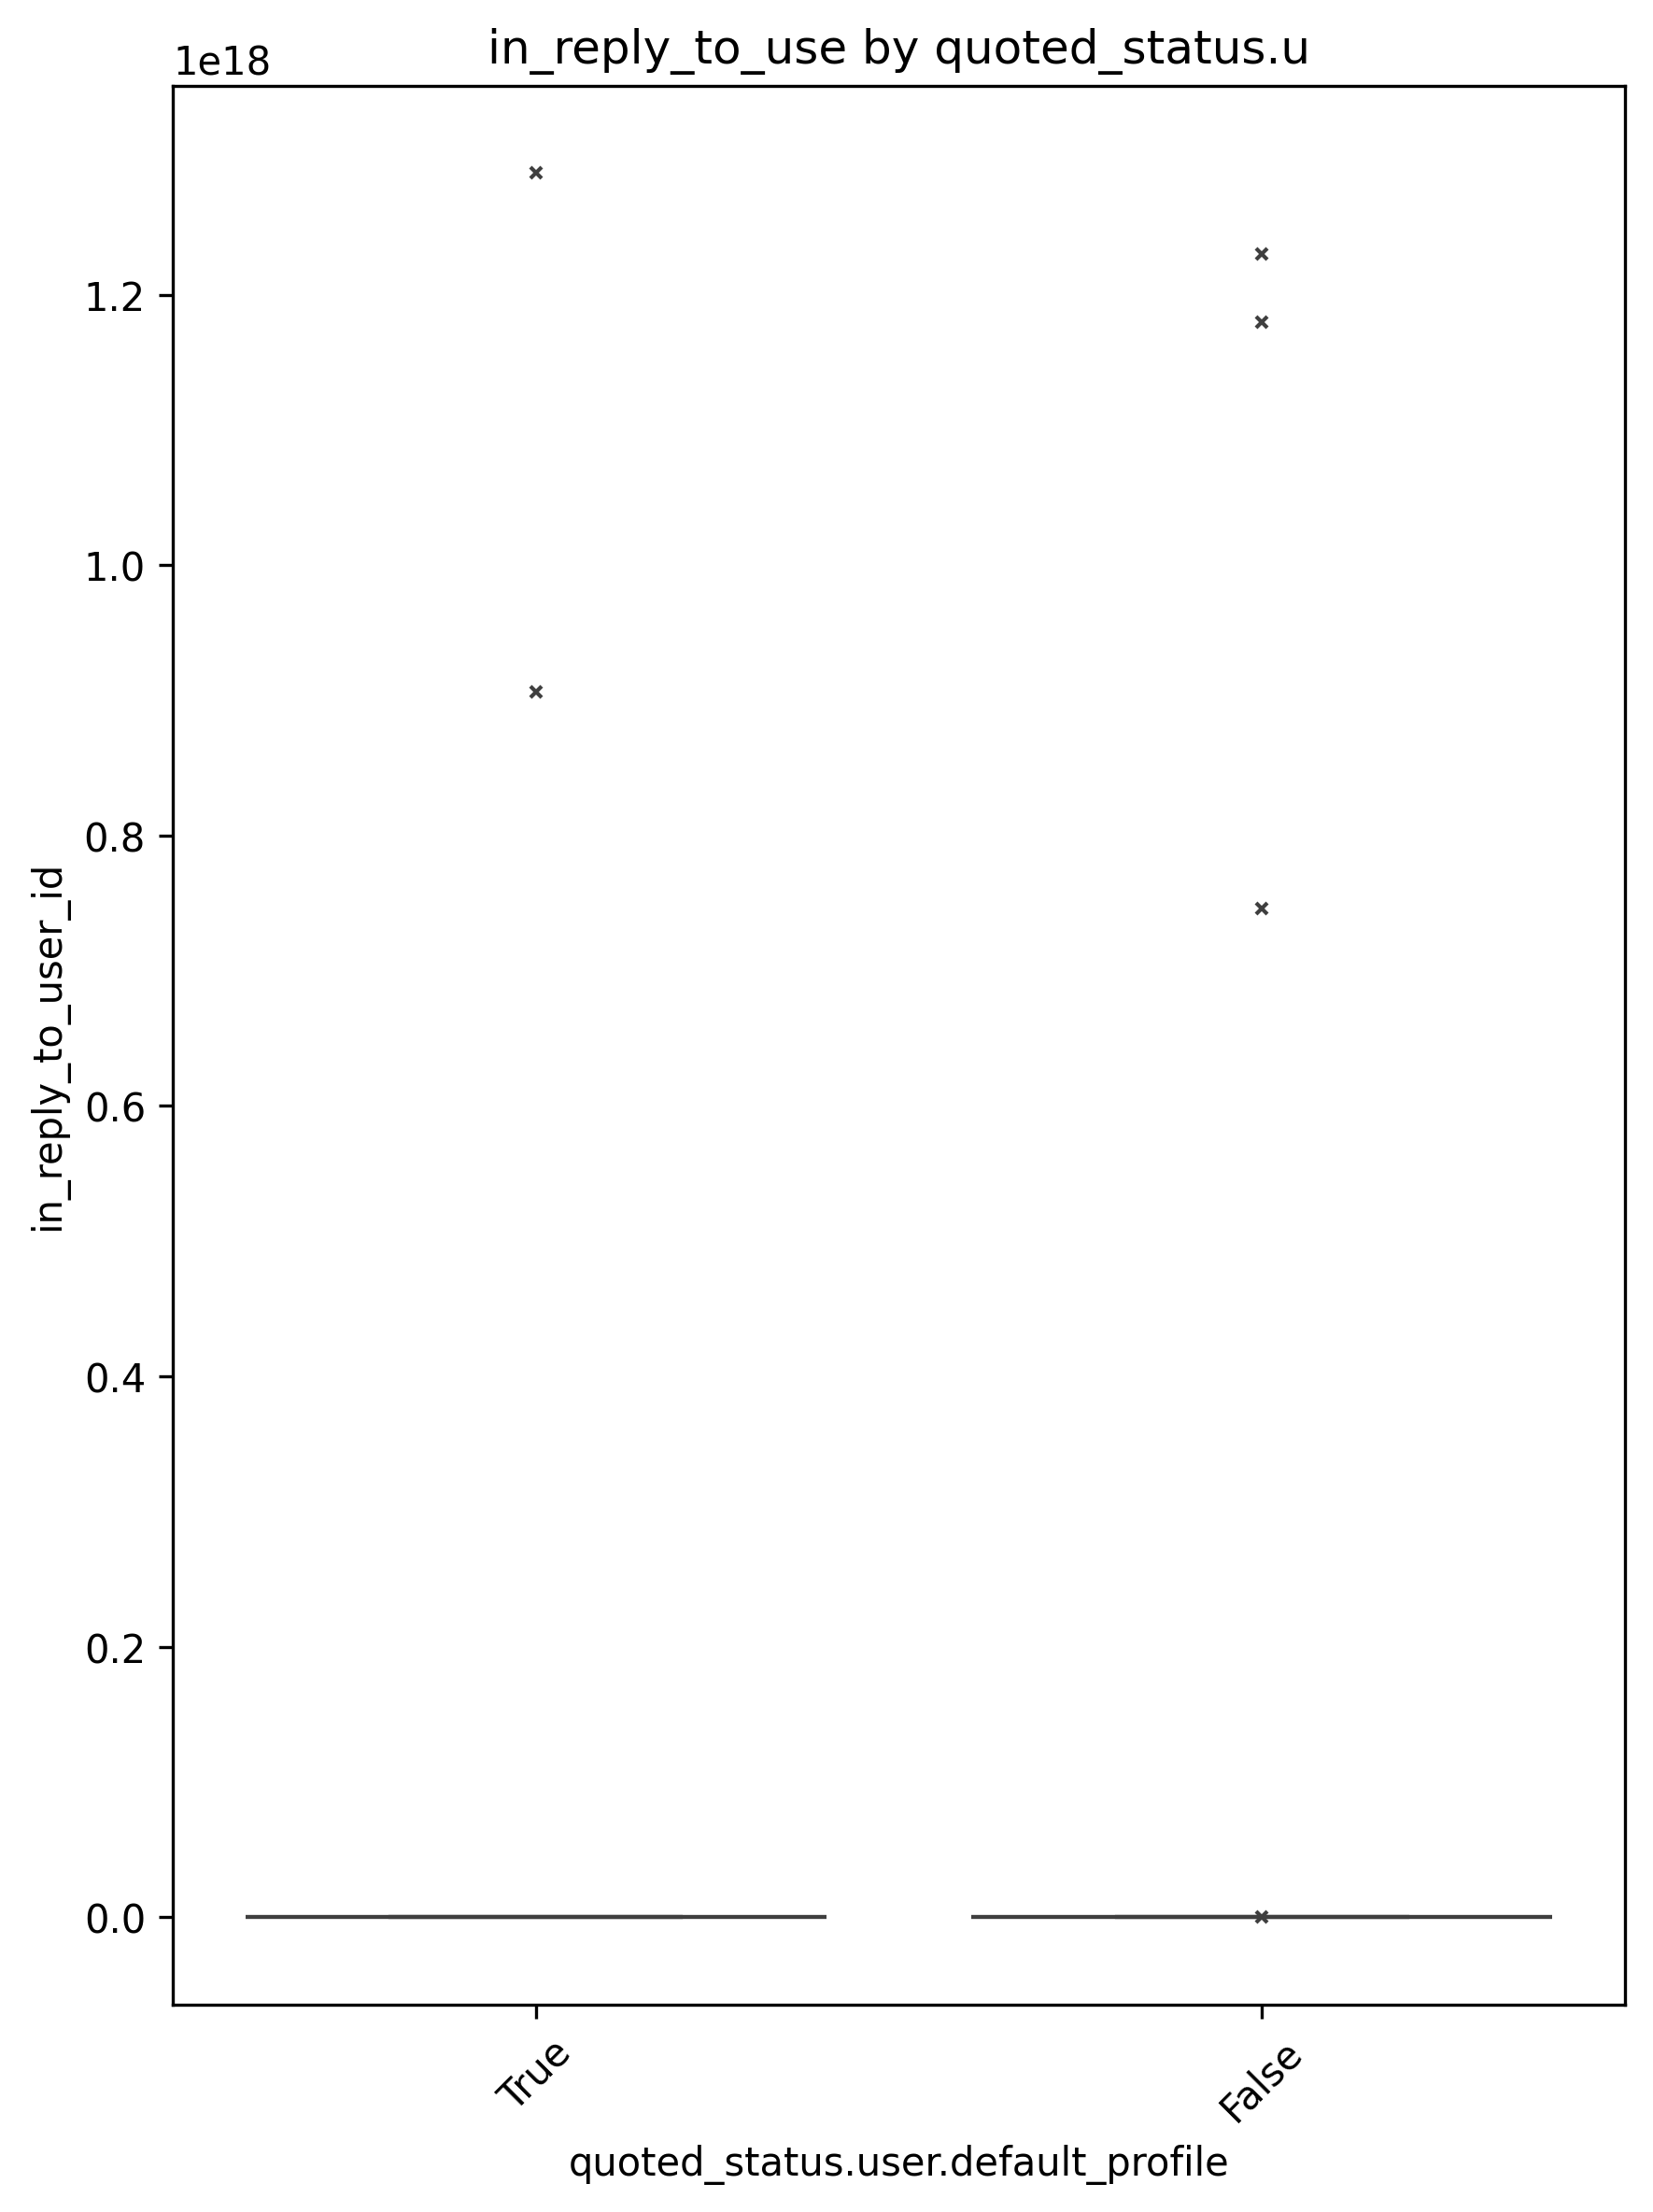 in_reply_to_use by quoted_status.u
1e18
1.2
1.0
0.8
0.6
0.4
0.2
0.0
in_reply_to_user_id
True
False
quoted_status.user.default_profile